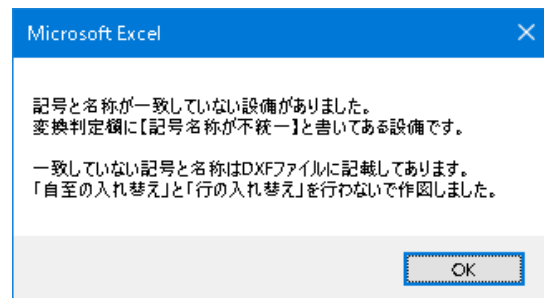 Microsoft Excel
記号と名称が一致していない設備がありました。
変換判定欄に【記号名称が不統一】と書いてある設備です。
一致していない記号と名称はDXFファイルに記載してあります。
「自至の入れ替え」と「行の入れ替え」を行わないで作図しました。
OK